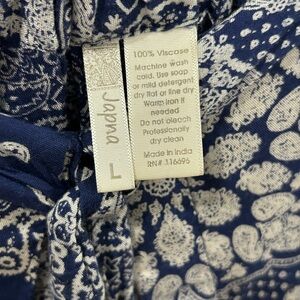 Japna
L
100% Viscose
Machine wash
cold. Use soap
or mild detergent
dry flat or line dry
Warm iron if
needed
Do not bleach
Professionally
dry clean
Made in India
RN# 116695